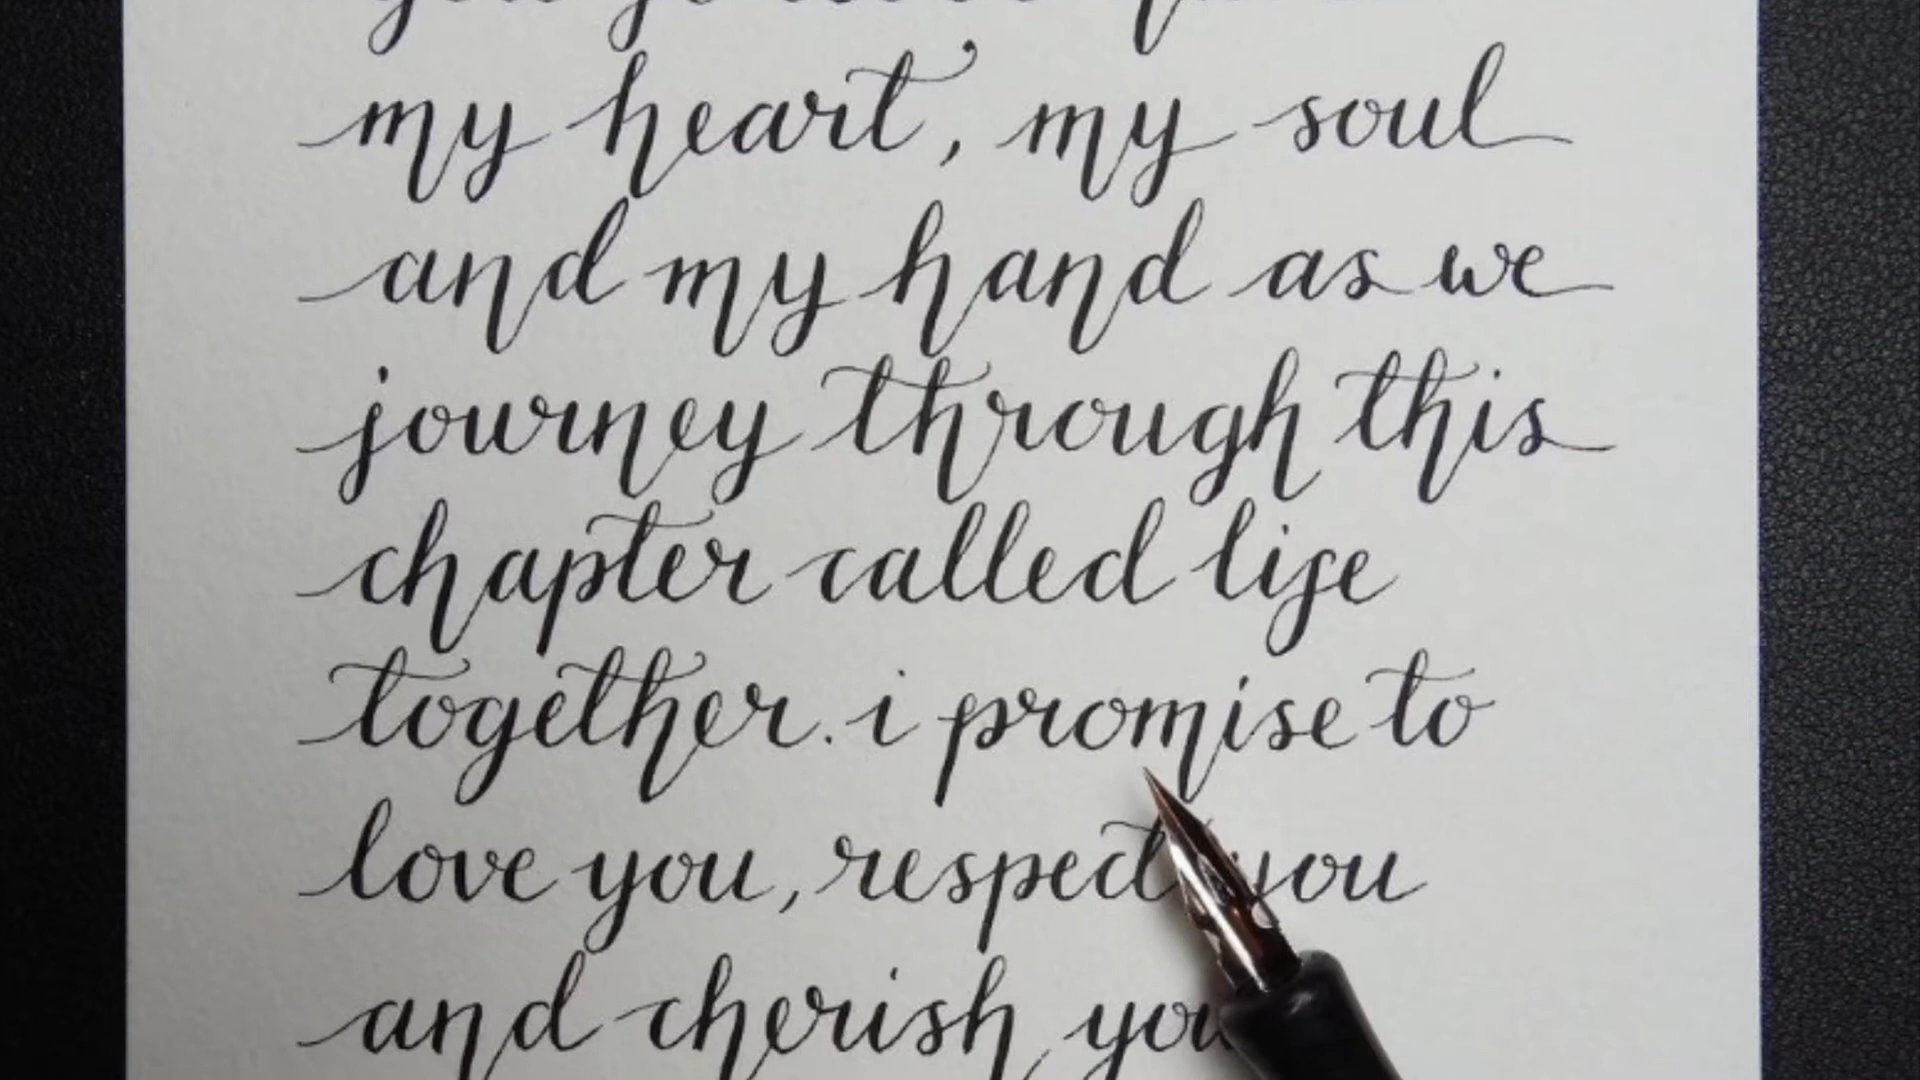 my heart, my soul
and my hand as we
journey through this
chapter called life
together. i promise to
love you, respect you
and cherish you